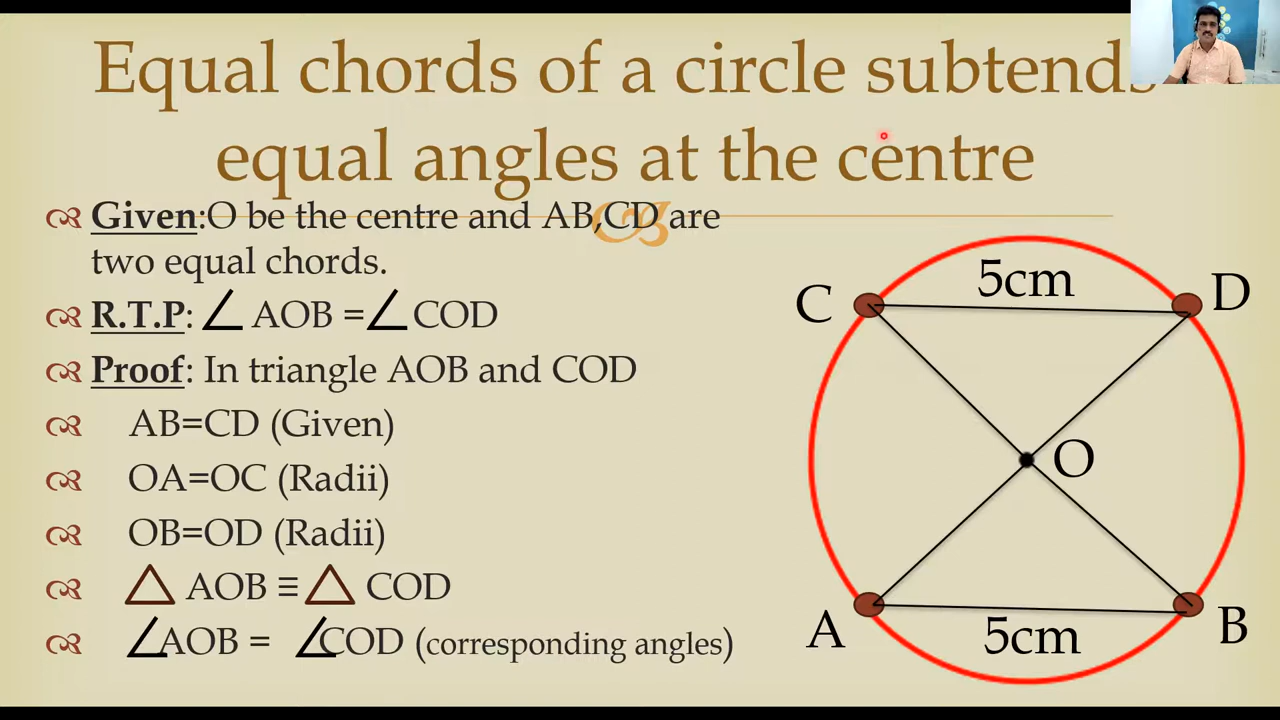 Equal chords of a circle subtends
equal angles at the centre
Given:O be the centre and AB,CD are
two equal chords.
R.T.P: ∠ AOB =∠ COD
Proof: In triangle AOB and COD
AB=CD (Given)
OA=OC (Radii)
OB=OD (Radii)
△ AOB ≡ △ COD
∠AOB = ∠COD (corresponding angles)
5cm
C
D
O
A
B
5cm